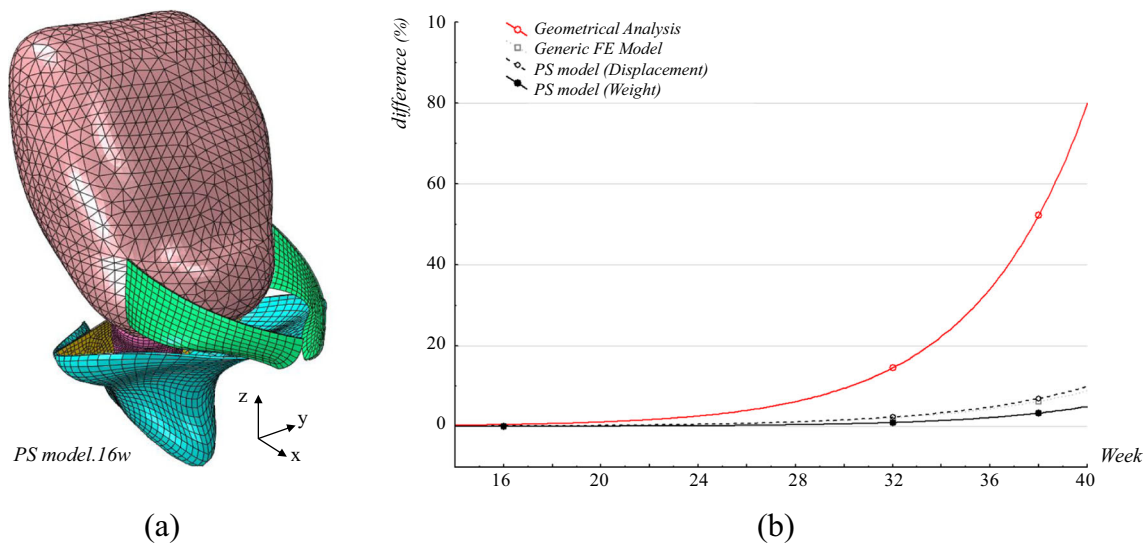 PS model.16w
z
y
x
(a)
difference (%)
10
80
60
40
20
0
Geometrical Analysis
Generic FE Model
PS model (Displacement)
PS model (Weight)
16
20
24
28
32
36
40
Week
(b)